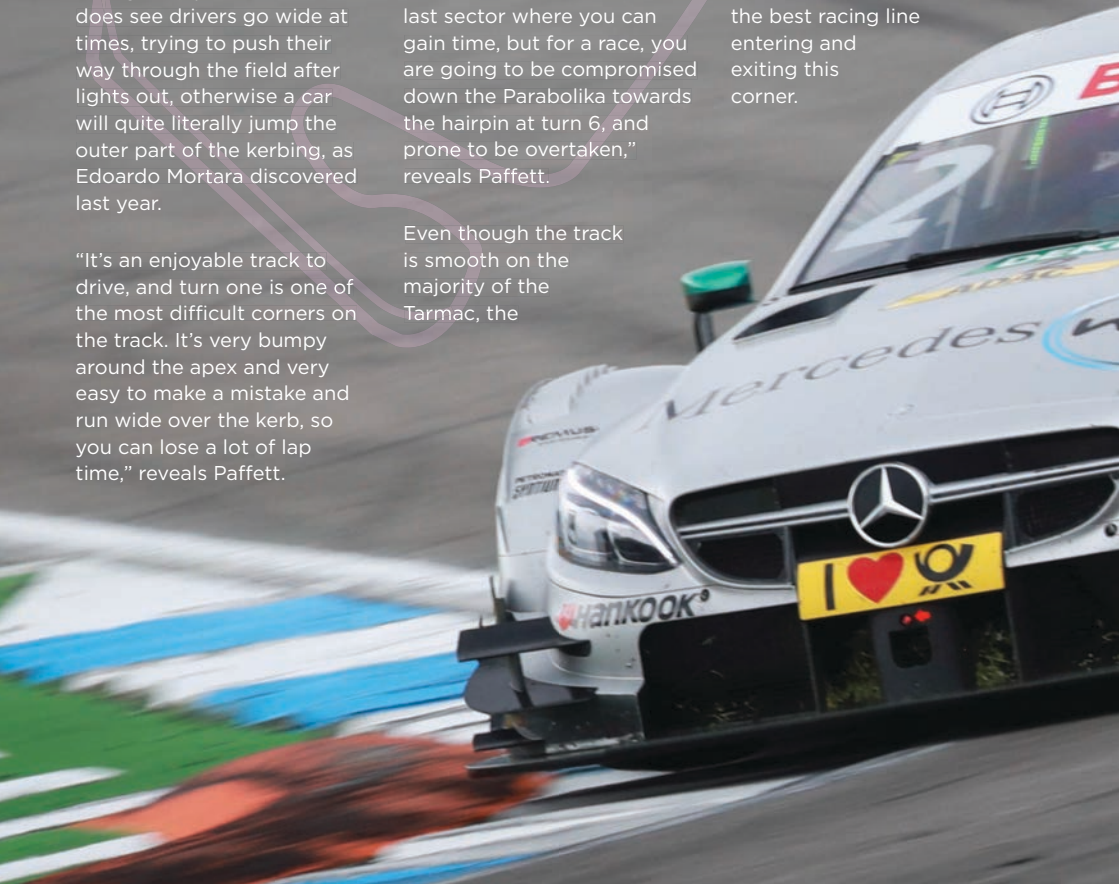 does see drivers go wide at
times, trying to push their
way through the field after
lights out, otherwise a car
will quite literally jump the
outer part of the kerbing, as
Edoardo Mortara discovered
last year.
“It’s an enjoyable track to
drive, and turn one is one of
the most difficult corners on
the track. It’s very bumpy
around the apex and very
easy to make a mistake and
run wide over the kerb, so
you can lose a lot of lap
time,” reveals Paffett.
last sector where you can
gain time, but for a race, you
are going to be compromised
down the Parabolika towards
the hairpin at turn 6, and
prone to be overtaken,”
reveals Paffett.
Even though the track
is smooth on the
majority of the
Tarmac, the
the best racing line
entering and
exiting this
corner.
2
ADAC
Mercedes
REMUS
PETRONAS
SYNTIUM
HANKOOK
I